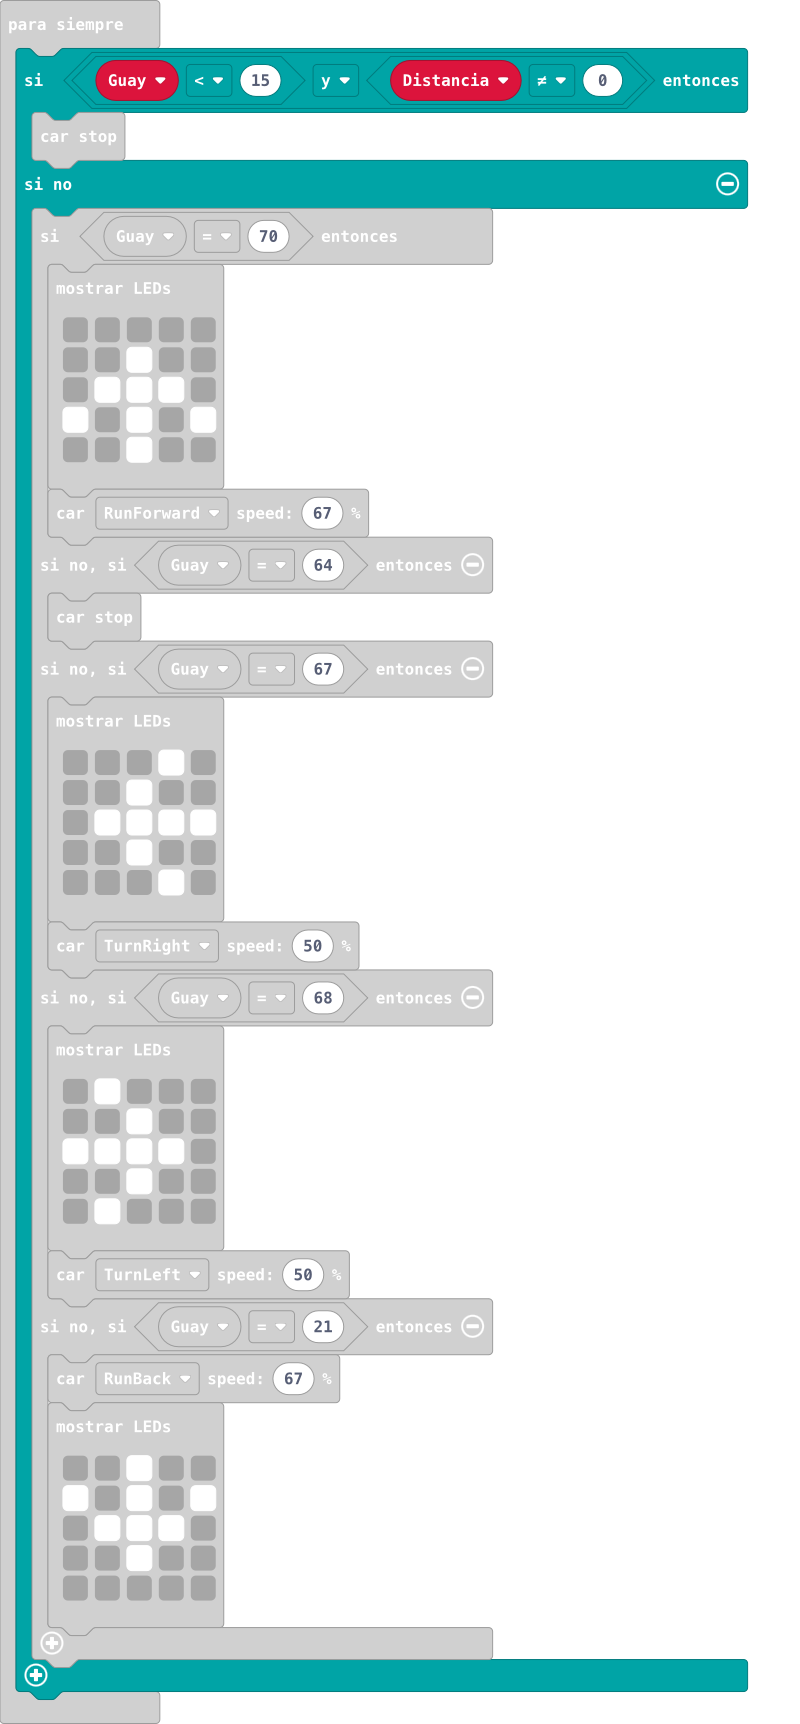 para siempre
si Guay < 15 y Distancia ≠ 0 entonces
car stop
si no
si Guay = 70 entonces
mostrar LEDs
car RunForward speed: 67 %
si no, si Guay = 64 entonces
car stop
si no, si Guay = 67 entonces
mostrar LEDs
car TurnRight speed: 50 %
si no, si Guay = 68 entonces
mostrar LEDs
car TurnLeft speed: 50 %
si no, si Guay = 21 entonces
car RunBack speed: 67 %
mostrar LEDs